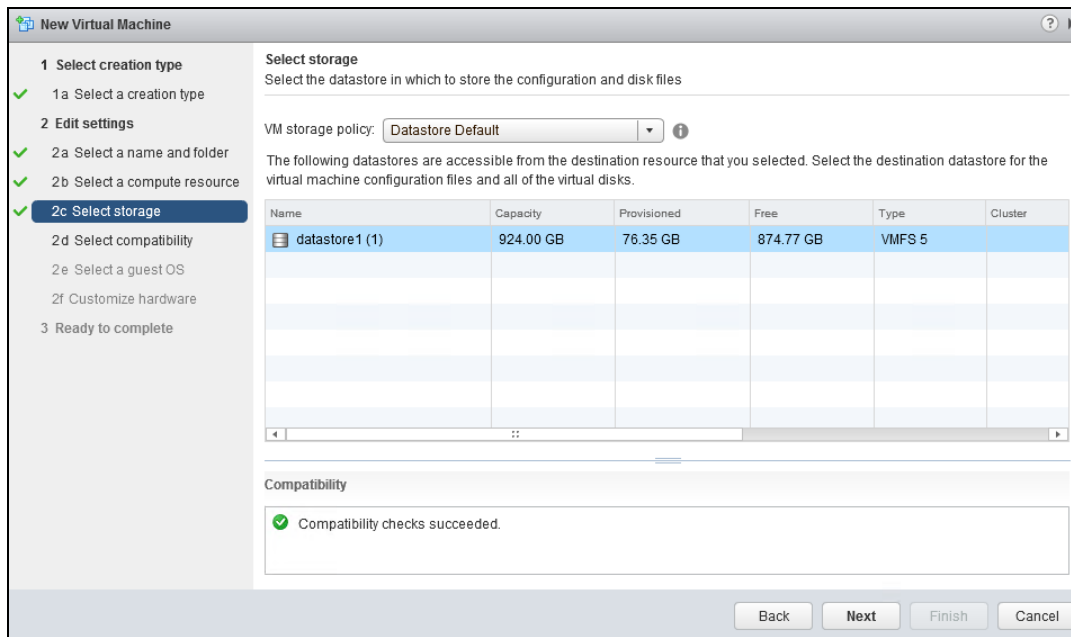 New Virtual Machine
?
1 Select creation type
1a Select a creation type
2 Edit settings
2a Select a name and folder
2b Select a compute resource
2c Select storage
2d Select compatibility
2e Select a guest OS
2f Customize hardware
3 Ready to complete
Select storage
Select the datastore in which to store the configuration and disk files
VM storage policy: Datastore Default
The following datastores are accessible from the destination resource that you selected. Select the destination datastore for the
virtual machine configuration files and all of the virtual disks.
Name Capacity Provisioned Free Type Cluster
datastore1 (1) 924.00 GB 76.35 GB 874.77 GB VMFS 5
Compatibility
Compatibility checks succeeded.
Back Next Finish Cancel